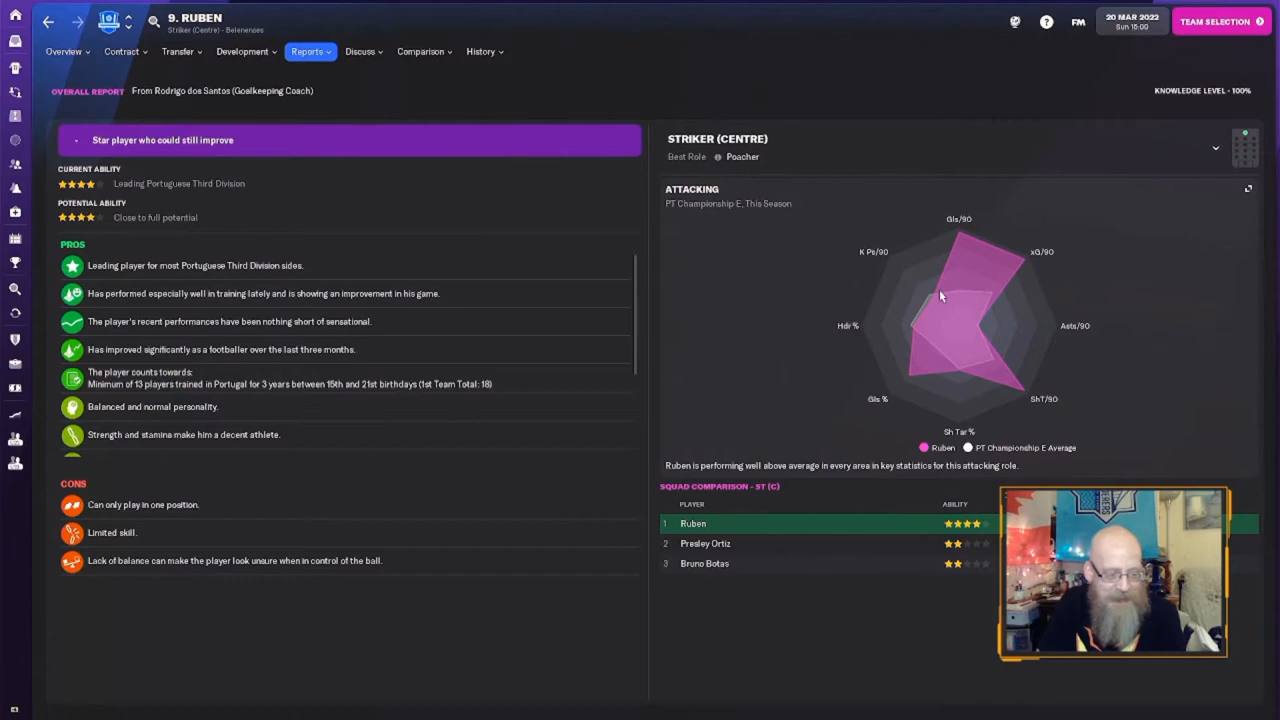 9. RUBEN
Striker (Centre) - Belenenses
FM
20 MAR 2022
Sun 15:00
TEAM SELECTION
Overview
Contract
Transfer
Development
Reports
Discuss
Comparison
History
OVERALL REPORT
From Rodrigo dos Santos (Goalkeeping Coach)
KNOWLEDGE LEVEL - 100%
- Star player who could still improve
CURRENT ABILITY
Leading Portuguese Third Division
POTENTIAL ABILITY
Close to full potential
PROS
Leading player for most Portuguese Third Division sides.
Has performed especially well in training lately and is showing an improvement in his game.
The player's recent performances have been nothing short of sensational.
Has improved significantly as a footballer over the last three months.
The player counts towards:
Minimum of 13 players trained in Portugal for 3 years between 15th and 21st birthdays (1st Team Total: 18)
Balanced and normal personality.
Strength and stamina make him a decent athlete.
CONS
Can only play in one position.
Limited skill.
Lack of balance can make the player look unsure when in control of the ball.
STRIKER (CENTRE)
Best Role Poacher
ATTACKING
PT Championship E, This Season
Gls/90
xG/90
Asts/90
ShT/90
Sh Tar %
Gls %
Hdr %
K Ps/90
Ruben
PT Championship E Average
Ruben is performing well above average in every area in key statistics for this attacking role.
SQUAD COMPARISON - ST (C)
PLAYER ABILITY
1 Ruben
2 Presley Ortiz
3 Bruno Botas